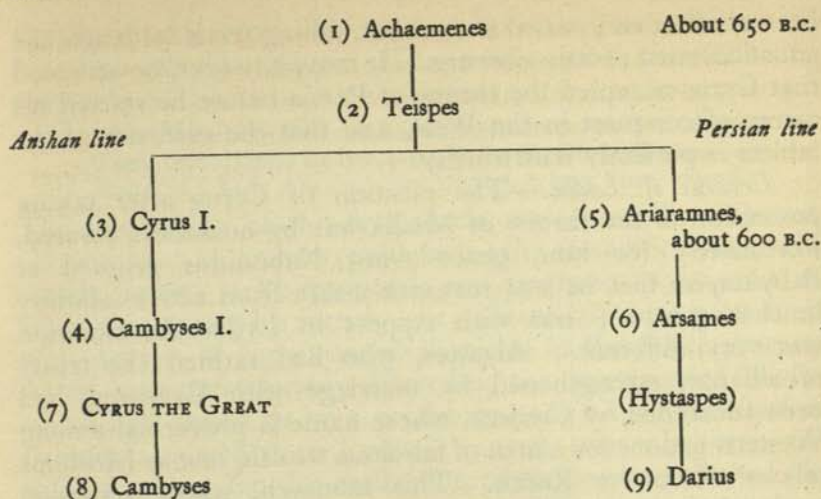 (1) Achaemenes About 650 B.C.
(2) Teispes
Anshan line Persian line
(3) Cyrus I. (5) Ariaramnes,
about 600 B.C.
(4) Cambyses I. (6) Arsames
(7) CYRUS THE GREAT (Hystaspes)
(8) Cambyses (9) Darius